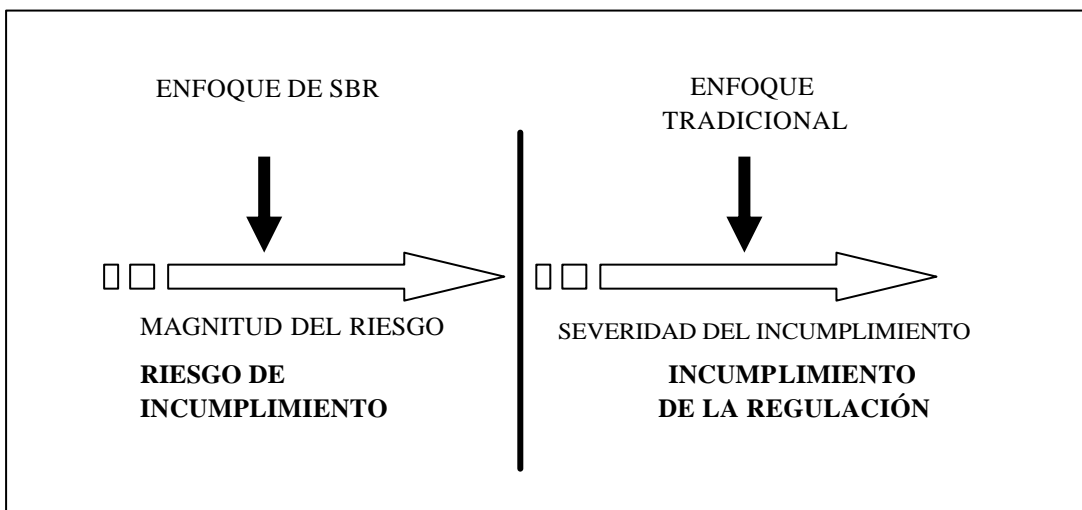 ENFOQUE DE SBR
ENFOQUE
TRADICIONAL
MAGNITUD DEL RIESGO
RIESGO DE
INCUMPLIMIENTO
SEVERIDAD DEL INCUMPLIMIENTO
INCUMPLIMIENTO
DE LA REGULACIÓN